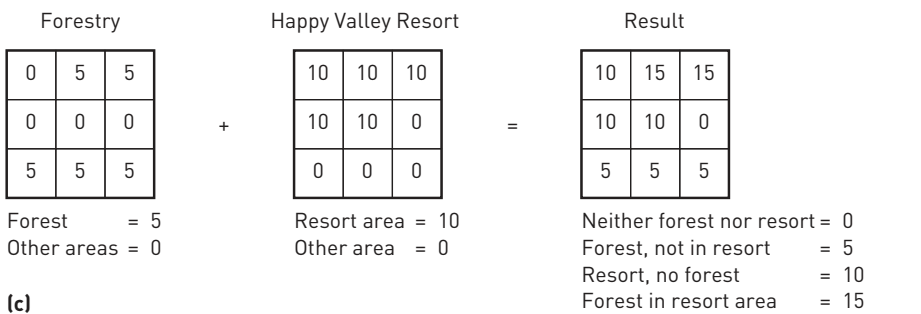 Forestry Happy Valley Resort Result
0 5 5 10 10 10 10 15 15
0 0 0 + 10 10 0 = 10 10 0
5 5 5 0 0 0 5 5 5
Forest = 5 Resort area = 10 Neither forest nor resort = 0
Other areas = 0 Other area = 0 Forest, not in resort = 5
Resort, no forest = 10
(c) Forest in resort area = 15